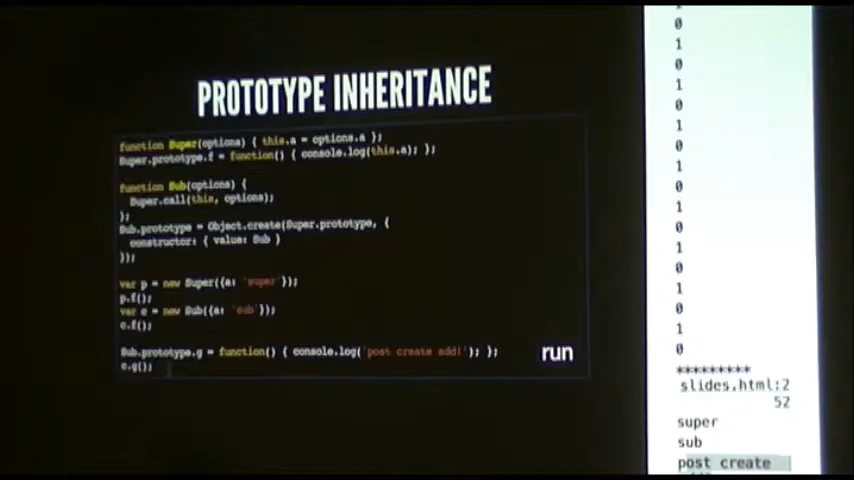 PROTOTYPE INHERITANCE
function Super(options) { this.a = options.a };
Super.prototype.f = function() { console.log(this.a); };
function Sub(options) {
Super.call(this, options);
};
Sub.prototype = Object.create(Super.prototype, {
constructor: { value: Sub }
});
var p = new Super({a: 'super'});
p.f();
var c = new Sub({a: 'sub'});
c.f();
Sub.prototype.g = function() { console.log('post create add!'); };
c.g();
run
0
1
0
1
0
1
0
1
0
1
0
1
0
1
0
1
0
*********
slides.html:2
52
super
sub
post create